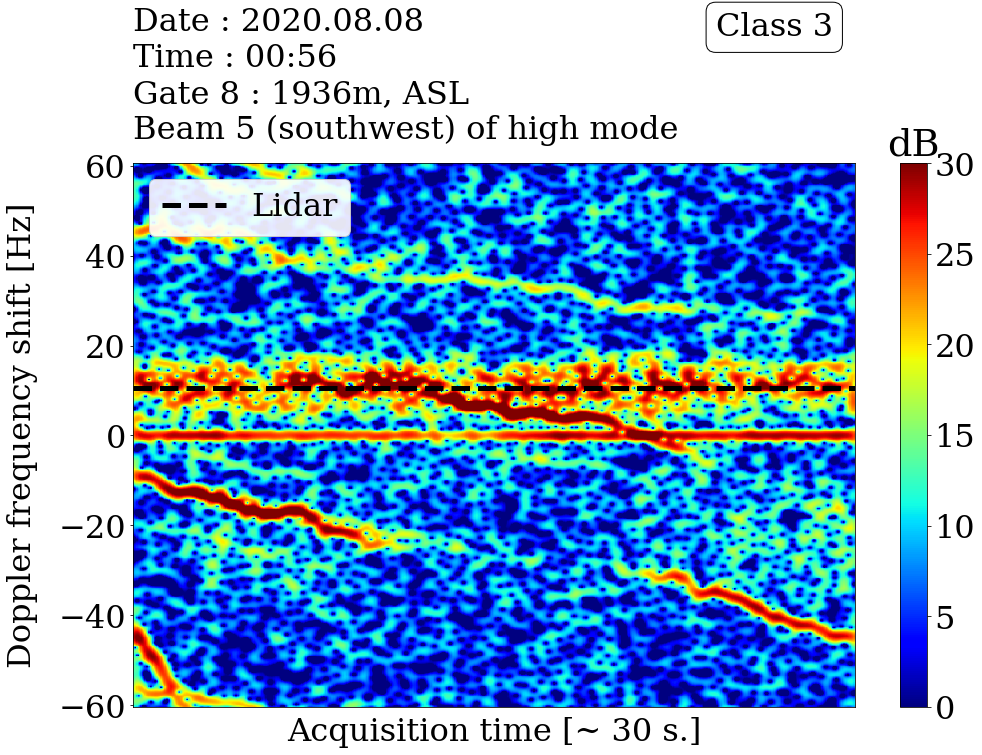 Date : 2020.08.08
Time : 00:56
Gate 8 : 1936m, ASL
Beam 5 (southwest) of high mode
Class 3
dB
Lidar
60
40
20
0
−20
−40
−60
Doppler frequency shift [Hz]
Acquisition time [~ 30 s.]
30
25
20
15
10
5
0